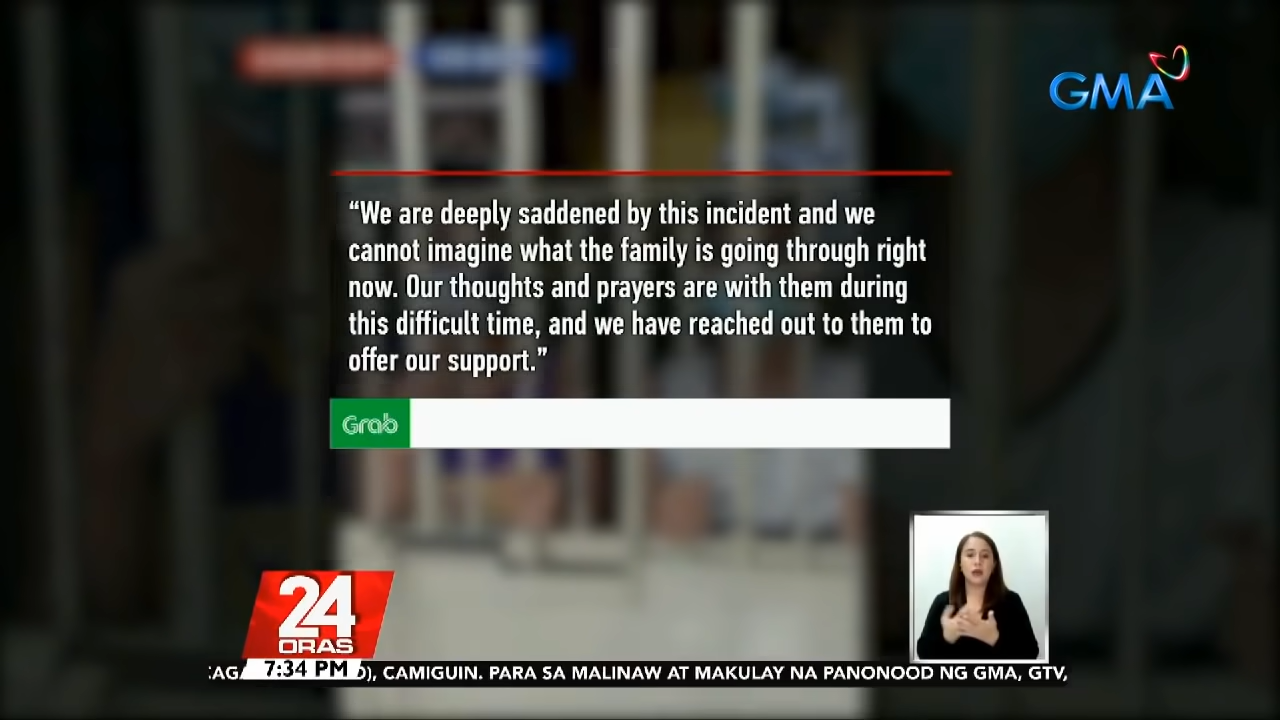 GMA
“We are deeply saddened by this incident and we
cannot imagine what the family is going through right
now. Our thoughts and prayers are with them during
this difficult time, and we have reached out to them to
offer our support.”
Grab
24
ORAS
7:34 PM
CAMIGUIN. PARA SA MALINAW AT MAKULAY NA PANONOOD NG GMA, GTV,